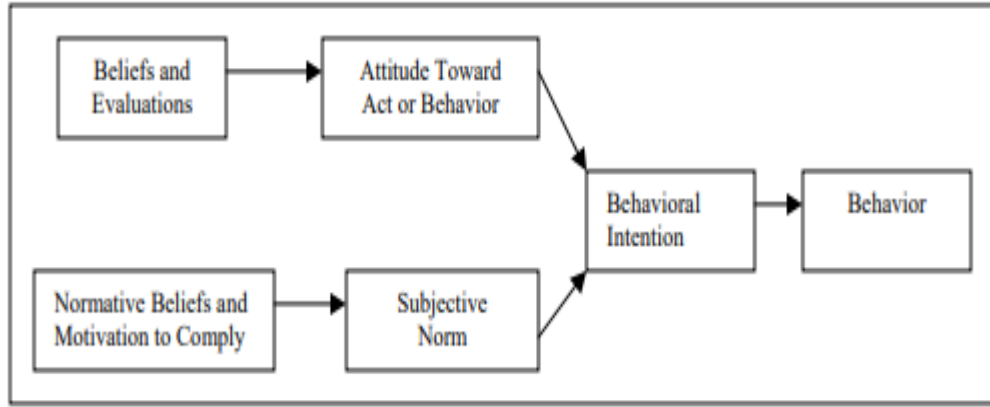 Beliefs and
Evaluations
Attitude Toward
Act or Behavior
Behavioral
Intention
Behavior
Normative Beliefs and
Motivation to Comply
Subjective
Norm